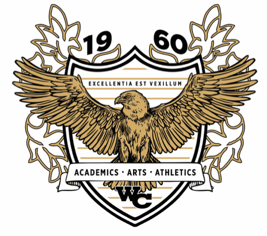 19 60
EXCELLENTIA EST VEXILLUM
ACADEMICS · ARTS · ATHLETICS
WC